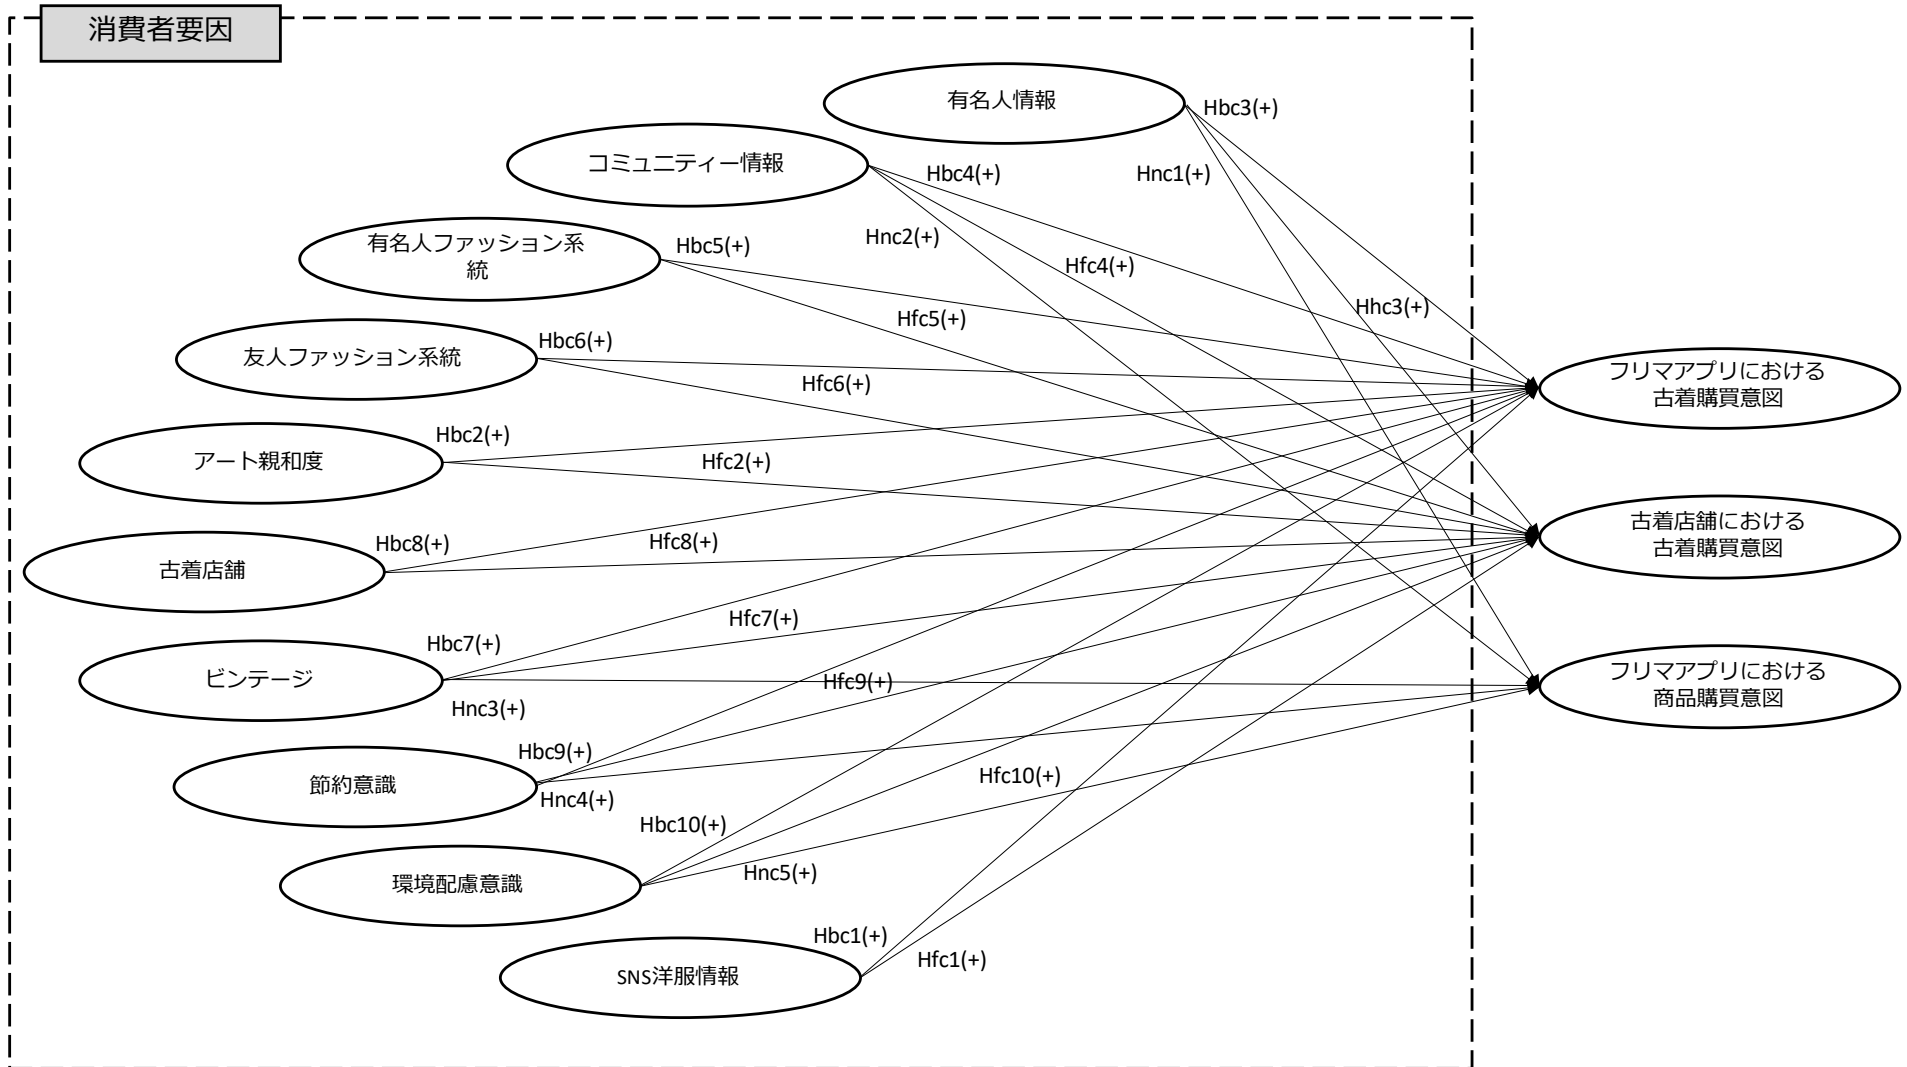 消費者要因
有名人情報
Hbc3(+)
コミュニティー情報
Hbc4(+)
Hnc1(+)
有名人ファッション系
統
Hbc5(+)
Hnc2(+)
Hfc4(+)
Hhc3(+)
友人ファッション系統
Hbc6(+)
Hfc5(+)
Hfc6(+)
フリマアプリにおける
古着購買意図
アート親和度
Hbc2(+)
Hfc2(+)
古着店舗
Hbc8(+)
Hfc8(+)
古着店舗における
古着購買意図
ビンテージ
Hbc7(+)
Hfc7(+)
Hfc9(+)
Hnc3(+)
フリマアプリにおける
商品購買意図
節約意識
Hbc9(+)
Hnc4(+)
Hfc10(+)
環境配慮意識
Hbc10(+)
Hnc5(+)
SNS洋服情報
Hbc1(+)
Hfc1(+)